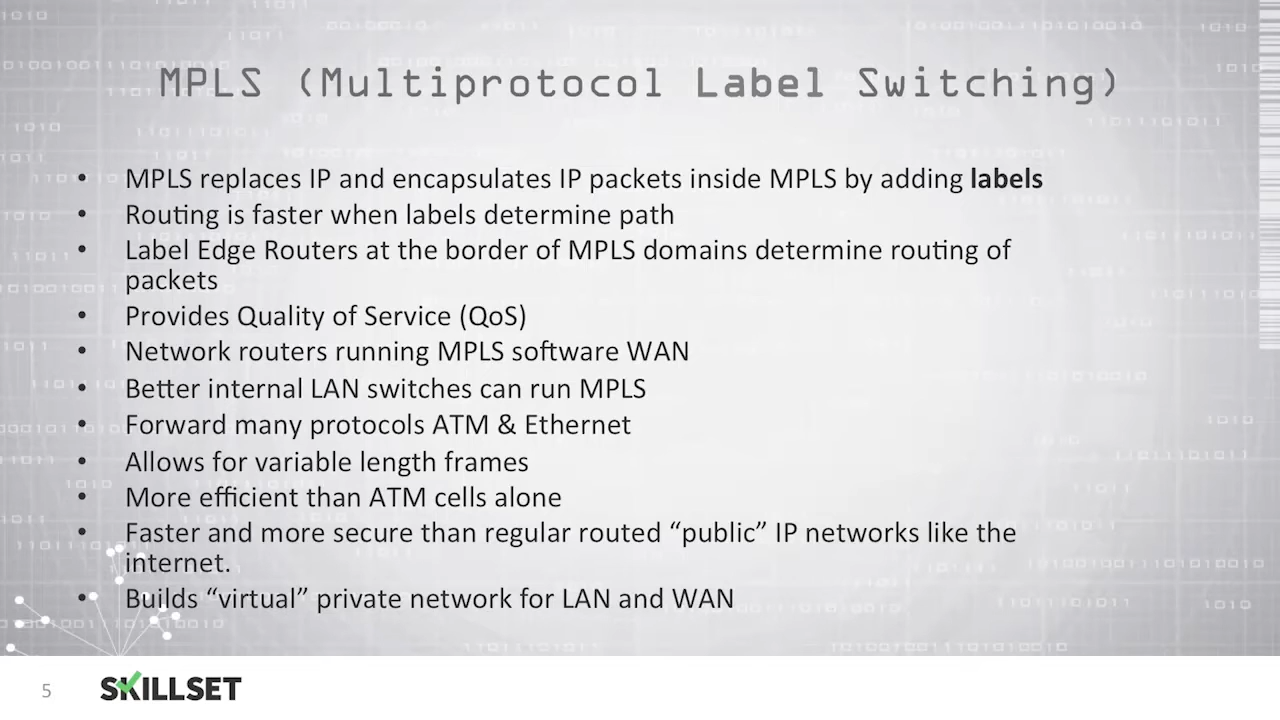 MPLS (Multiprotocol Label Switching)
• MPLS replaces IP and encapsulates IP packets inside MPLS by adding labels
• Routing is faster when labels determine path
• Label Edge Routers at the border of MPLS domains determine routing of
packets
• Provides Quality of Service (QoS)
• Network routers running MPLS software WAN
• Better internal LAN switches can run MPLS
• Forward many protocols ATM & Ethernet
• Allows for variable length frames
• More efficient than ATM cells alone
• Faster and more secure than regular routed “public” IP networks like the
internet.
• Builds “virtual” private network for LAN and WAN
5
SKILLSET